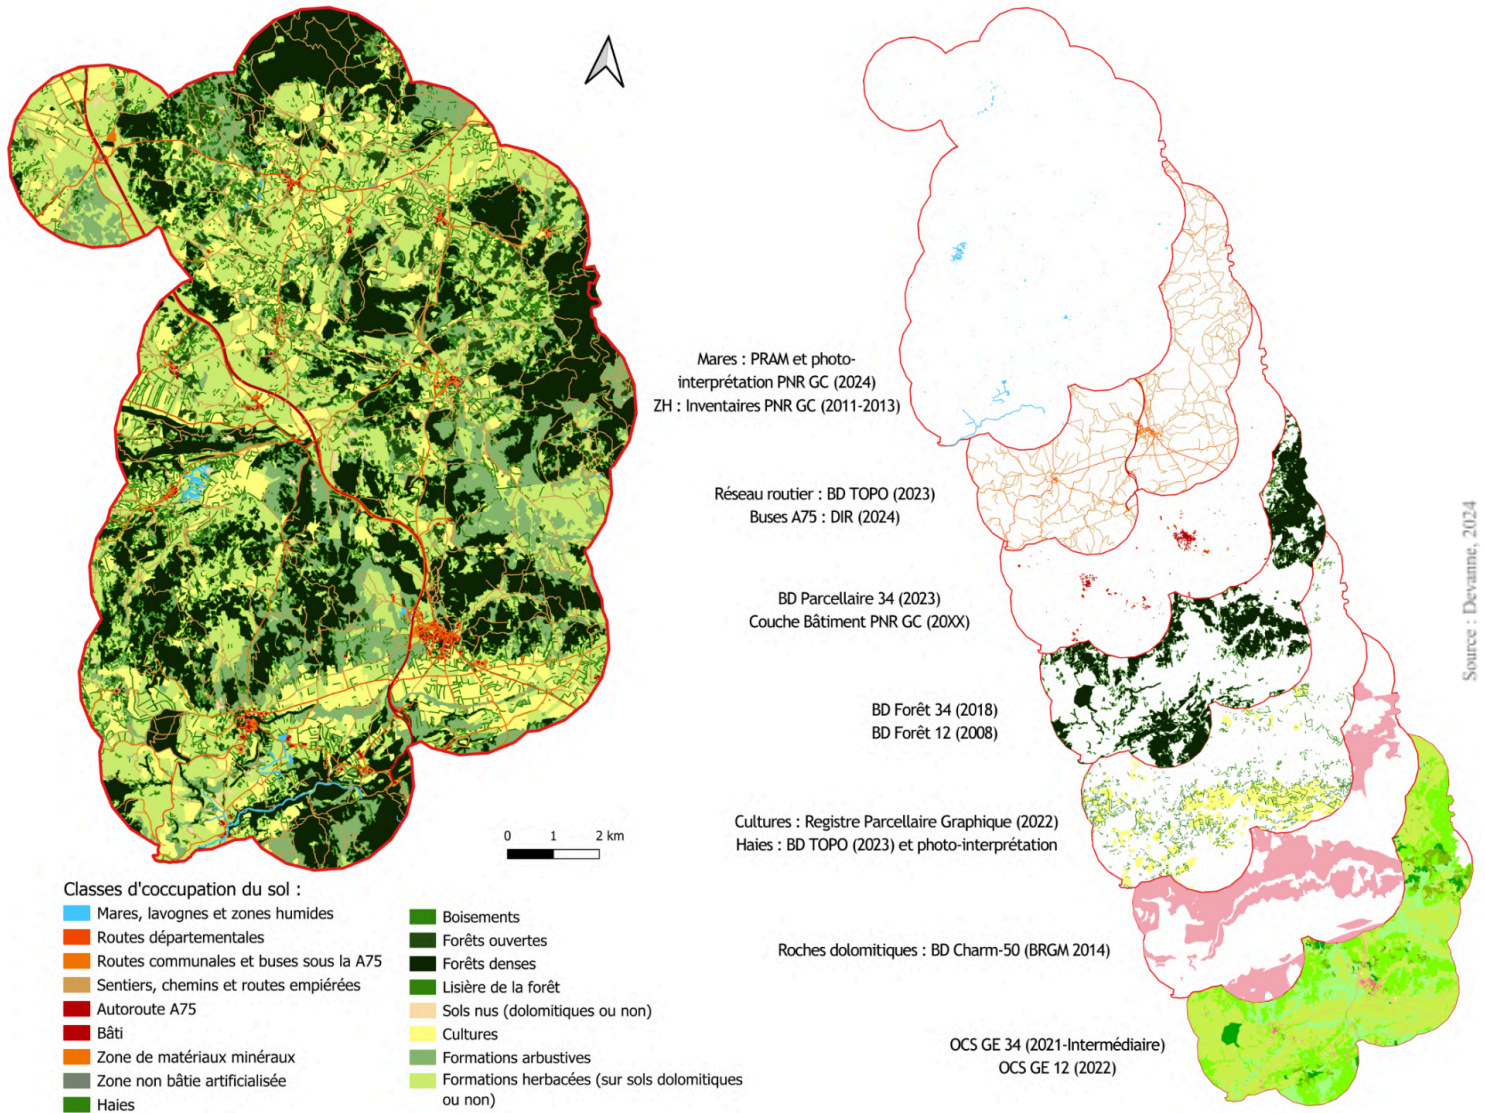 Mares : PRAM et photo-
interprétation PNR GC (2024)
ZH : Inventaires PNR GC (2011-2013)
Réseau routier : BD TOPO (2023)
Buses A75 : DIR (2024)
BD Parcellaire 34 (2023)
Couche Bâtiment PNR GC (20XX)
BD Forêt 34 (2018)
BD Forêt 12 (2008)
Cultures : Registre Parcellaire Graphique (2022)
Haies : BD TOPO (2023) et photo-interprétation
Roches dolomitiques : BD Charm-50 (BRGM 2014)
OCS GE 34 (2021-Intermédiaire)
OCS GE 12 (2022)
Source : Devanne, 2024
0 1 2 km
Classes d'coccupation du sol :
Mares, lavognes et zones humides
Routes départementales
Routes communales et buses sous la A75
Sentiers, chemins et routes empiérées
Autoroute A75
Bâti
Zone de matériaux minéraux
Zone non bâtie artificialisée
Haies
Boisements
Forêts ouvertes
Forêts denses
Lisière de la forêt
Sols nus (dolomitiques ou non)
Cultures
Formations arbustives
Formations herbacées (sur sols dolomitiques
ou non)